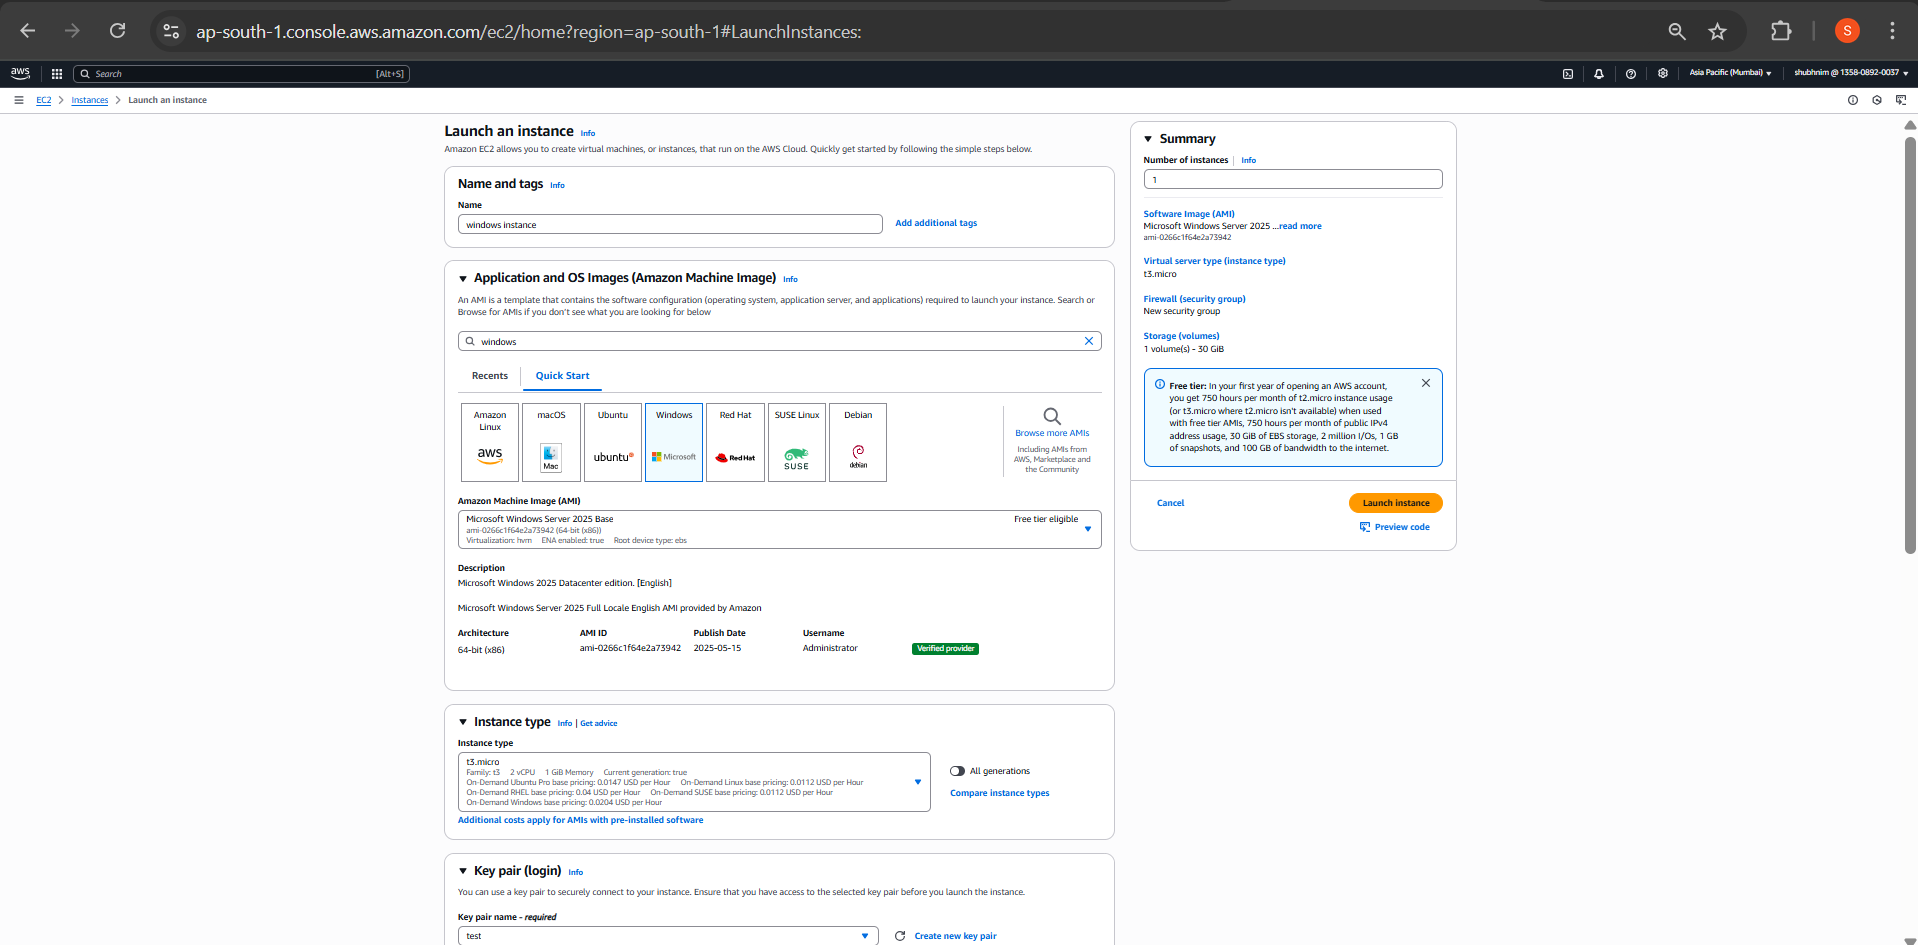 ap-south-1.console.aws.amazon.com/ec2/home?region=ap-south-1#LaunchInstances:
S
aws
Search
[Alt+S]
Asia Pacific (Mumbai)
shubhnim @ 1358-0892-0037
EC2 > Instances > Launch an instance
Launch an instance Info
Amazon EC2 allows you to create virtual machines, or instances, that run on the AWS Cloud. Quickly get started by following the simple steps below.
Name and tags Info
Name
windows instance
Add additional tags
Application and OS Images (Amazon Machine Image) Info
An AMI is a template that contains the software configuration (operating system, application server, and applications) required to launch your instance. Search or
Browse for AMIs if you don't see what you are looking for below
windows
Recents
Quick Start
Amazon
Linux
aws
macOS
Mac
Ubuntu
ubuntu
Windows
Microsoft
Red Hat
Red Hat
SUSE Linux
SUSE
Debian
debian
Browse more AMIs
Including AMIs from
AWS, Marketplace and
the Community
Amazon Machine Image (AMI)
Microsoft Windows Server 2025 Base
Free tier eligible
ami-0266c1f64e2a73942 (64-bit (x86))
Virtualization: hvm ENA enabled: true Root device type: ebs
Description
Microsoft Windows 2025 Datacenter edition. [English]
Microsoft Windows Server 2025 Full Locale English AMI provided by Amazon
Architecture AMI ID Publish Date Username
64-bit (x86) ami-0266c1f64e2a73942 2025-05-15 Administrator Verified provider
Instance type Info | Get advice
Instance type
t3.micro
Family: t3 2 vCPU 1 GiB Memory Current generation: true
On-Demand Ubuntu Pro base pricing: 0.0147 USD per Hour On-Demand Linux base pricing: 0.0112 USD per Hour
On-Demand RHEL base pricing: 0.04 USD per Hour On-Demand SUSE base pricing: 0.0112 USD per Hour
On-Demand Windows base pricing: 0.0204 USD per Hour
All generations
Compare instance types
Additional costs apply for AMIs with pre-installed software
Key pair (login) Info
You can use a key pair to securely connect to your instance. Ensure that you have access to the selected key pair before you launch the instance.
Key pair name - required
test
Create new key pair
Summary
Number of instances | Info
1
Software Image (AMI)
Microsoft Windows Server 2025 ...read more
ami-0266c1f64e2a73942
Virtual server type (instance type)
t3.micro
Firewall (security group)
New security group
Storage (volumes)
1 volume(s) - 30 GiB
Free tier: In your first year of opening an AWS account,
you get 750 hours per month of t2.micro instance usage
(or t3.micro where t2.micro isn't available) when used
with free tier AMIs, 750 hours per month of public IPv4
address usage, 30 GiB of EBS storage, 2 million I/Os, 1 GB
of snapshots, and 100 GB of bandwidth to the internet.
Cancel
Launch instance
Preview code